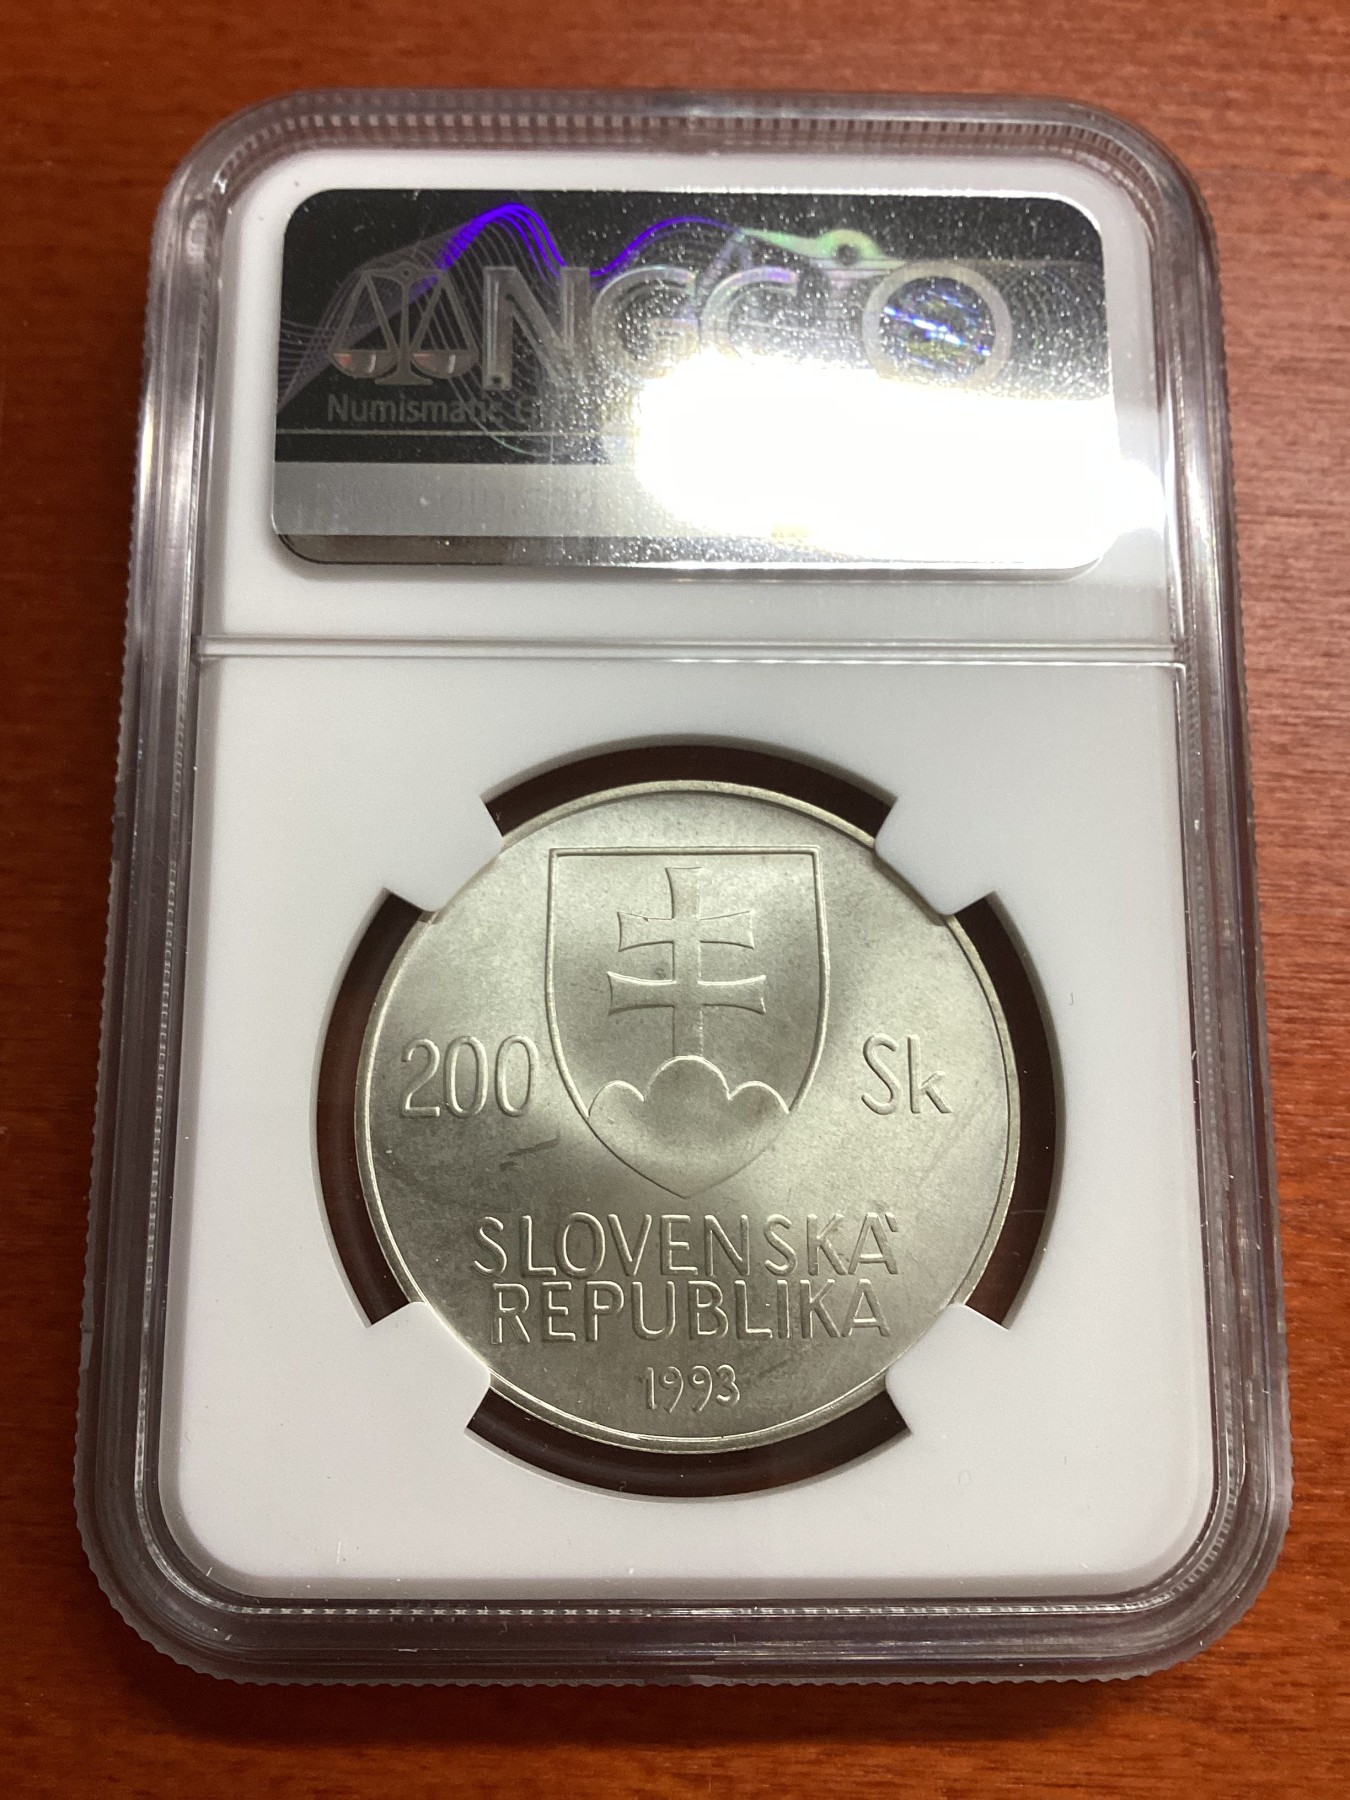 NGC
Numismatic
200 Sk
SLOVENSKÁ
REPUBLIKA
1993